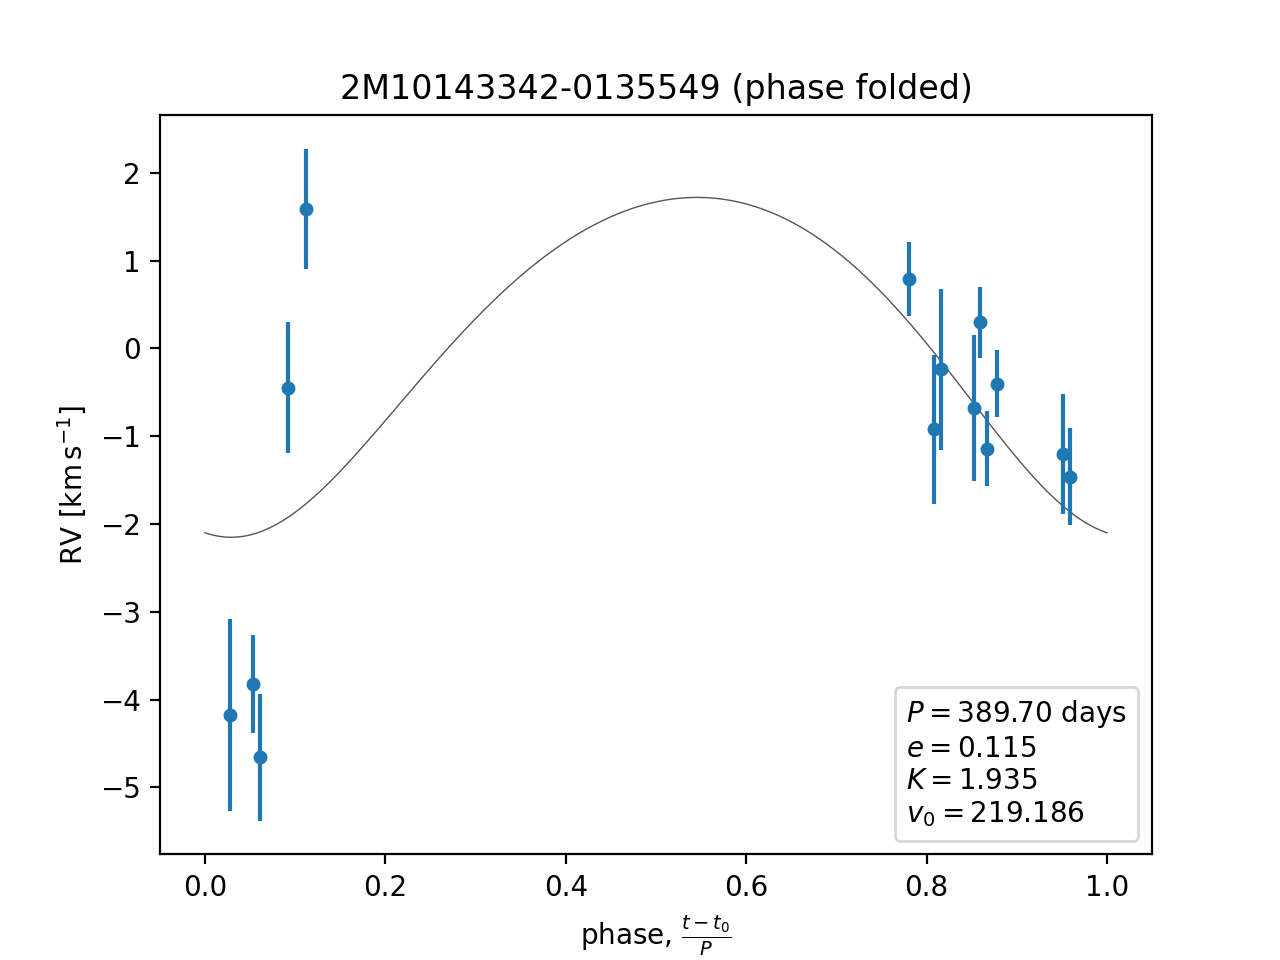 2M10143342-0135549 (phase folded)
RV [km s⁻¹]
2
1
0
−1
−2
−3
−4
−5
P = 389.70 days
e = 0.115
K = 1.935
v₀ = 219.186
0.0 0.2 0.4 0.6 0.8 1.0
phase, (t − t₀)/P